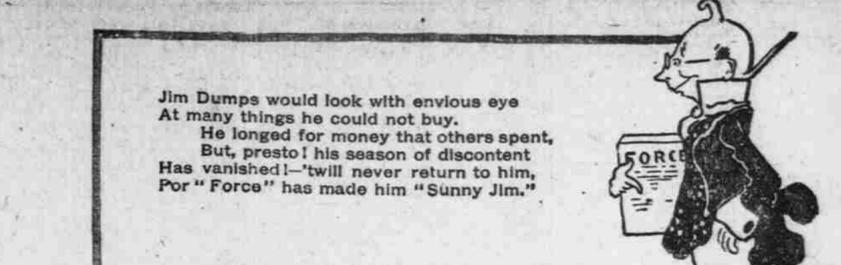 Jim Dumps would look with envious eye
At many things he could not buy.
He longed for money that others spent,
But, presto! his season of discontent
Has vanished!—'twill never return to him,
For "Force" has made him "Sunny Jim."
FORCE